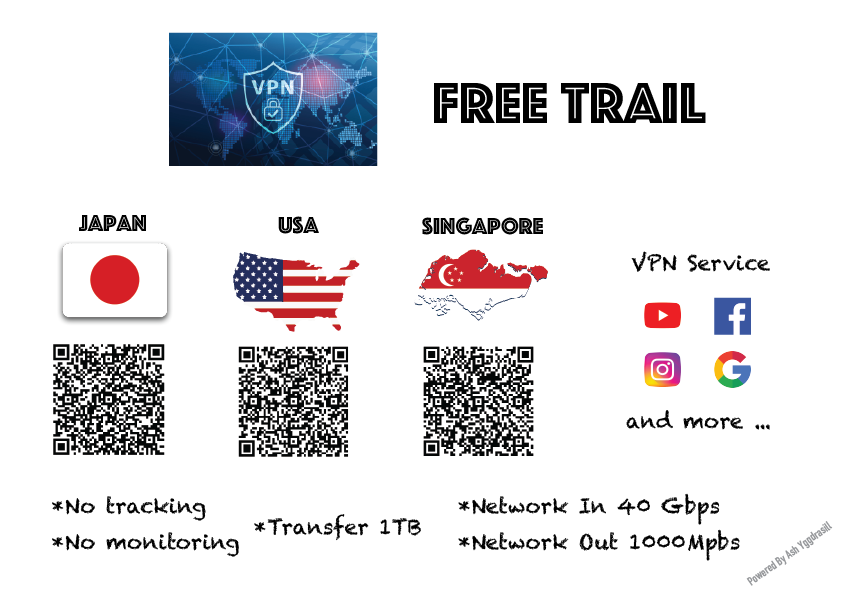 VPN
FREE TRAIL
JAPAN
USA
SINGAPORE
VPN Service
and more ...
*No tracking
*No monitoring
*Transfer 1TB
*Network In 40 Gbps
*Network Out 1000Mpbs
Powered By Ash Yggdrasill